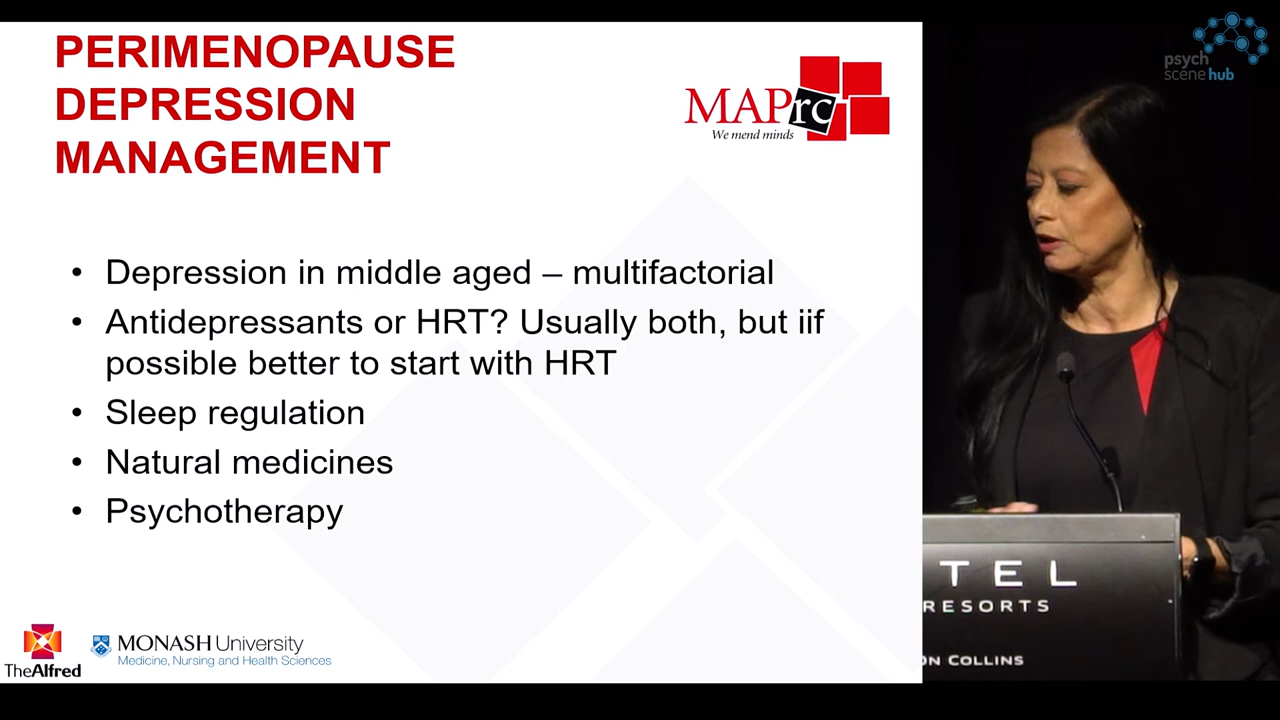 PERIMENOPAUSE
DEPRESSION
MANAGEMENT
MAPrc
We mend minds
• Depression in middle aged – multifactorial
• Antidepressants or HRT? Usually both, but iif
possible better to start with HRT
• Sleep regulation
• Natural medicines
• Psychotherapy
TheAlfred
MONASH University
Medicine, Nursing and Health Sciences
psych
scene hub
TEL
RESORTS
ON COLLINS